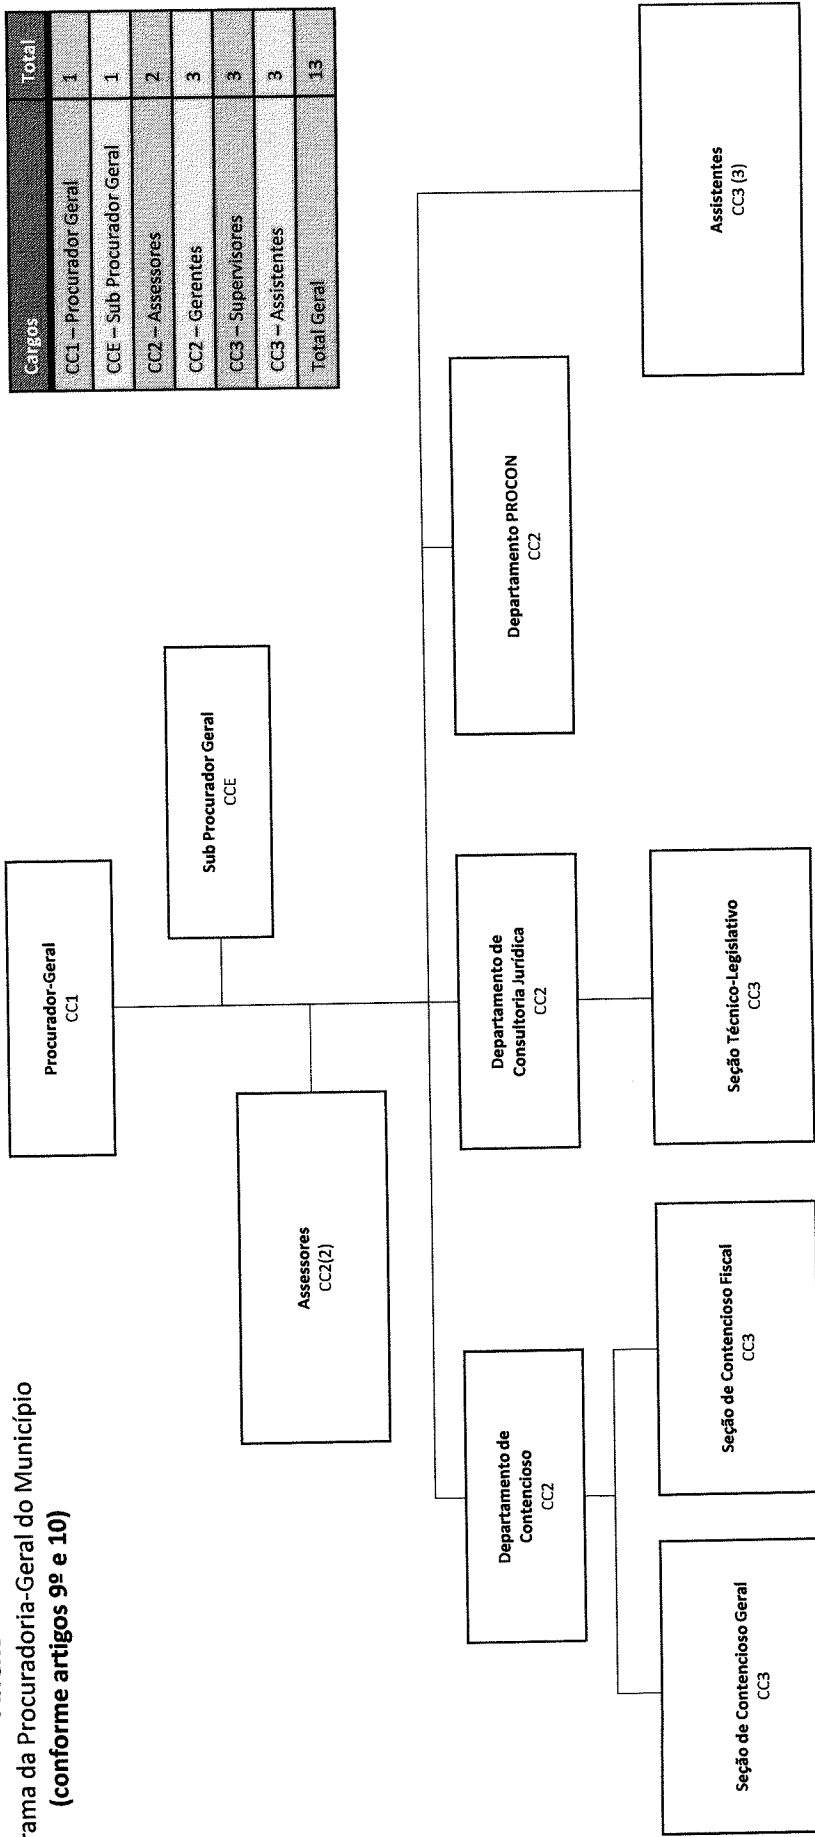 da Procuradoria-Geral do Município
(conforme artigos 9º e 10)
Cargos Total
CC1 – Procurador Geral 1
CCE – Sub Procurador Geral 1
CC2 – Assessores 2
CC2 – Gerentes 3
CC3 – Supervisores 3
CC3 – Assistentes 3
Total Geral 13
Procurador-Geral
CC1
Sub Procurador Geral
CCE
Assessores
CC2(2)
Departamento de
Contencioso
CC2
Departamento de
Consultoria Jurídica
CC2
Departamento PROCON
CC2
Seção de Contencioso Geral
CC3
Seção de Contencioso Fiscal
CC3
Seção Técnico-Legislativo
CC3
Assistentes
CC3 (3)